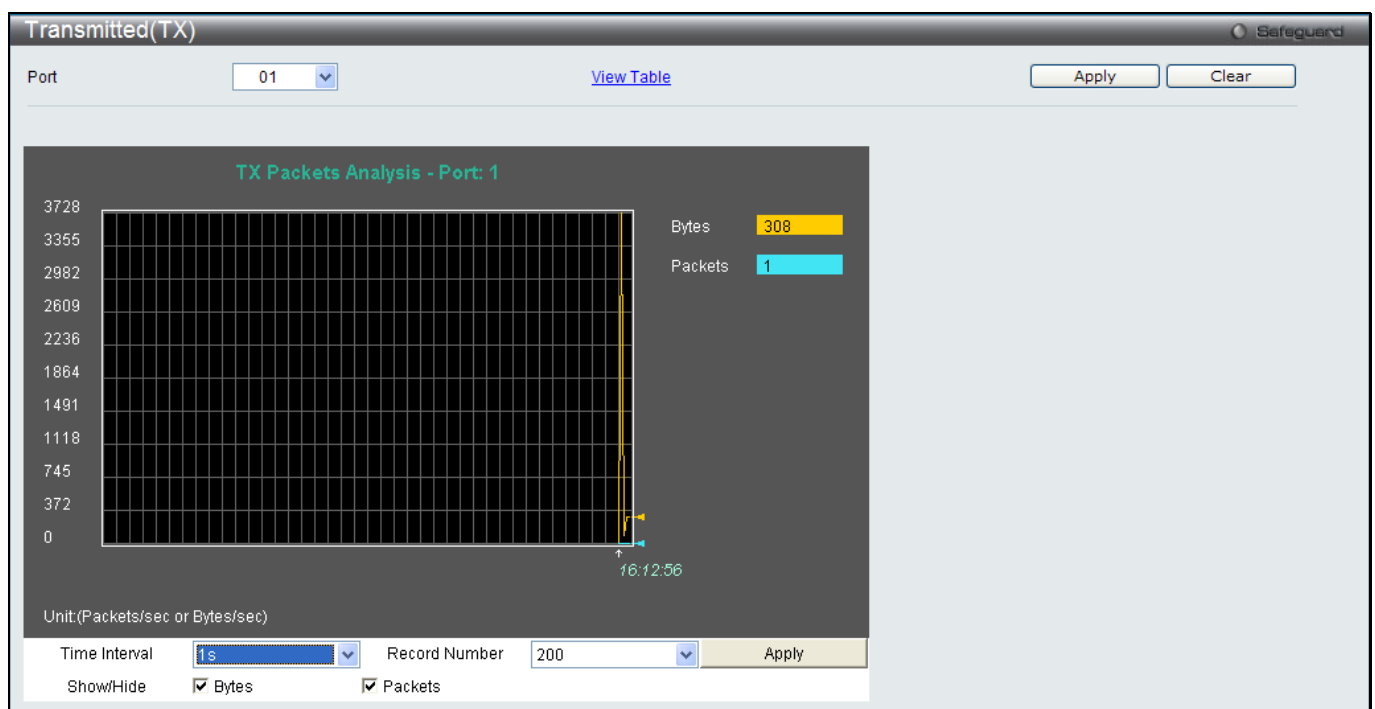 Transmitted(TX)
Safeguard
Port 01 View Table Apply Clear
TX Packets Analysis - Port: 1
3728
3355
2982
2609
2236
1864
1491
1118
745
372
0
Bytes 308
Packets 1
16:12:56
Unit:(Packets/sec or Bytes/sec)
Time Interval 1s Record Number 200 Apply
Show/Hide Bytes Packets